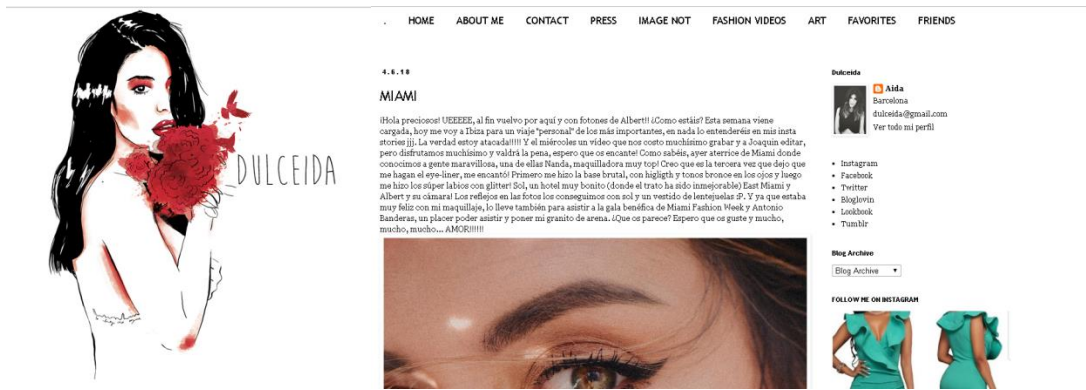 . HOME ABOUT ME CONTACT PRESS IMAGE NOT FASHION VIDEOS ART FAVORITES FRIENDS
DULCEIDA
4.6.18
MIAMI
¡Hola preciosos! UEEEEE, al fin vuelvo por aquí y con fotones de Albert!! ¿Como estáis? Esta semana viene
cargada, hoy me voy a Ibiza para un viaje "personal" de los más importantes, en nada lo entenderéis en mis insta
stories jjj. La verdad estoy atacada!!!!! Y el miércoles un vídeo que nos costo muchísimo grabar y a Joaquin editar,
pero disfrutamos muchísimo y valdrá la pena, espero que os encante! Como sabéis, ayer aterrice de Miami donde
conocimos a gente maravillosa, una de ellas Nanda, maquilladora muy top! Creo que es la tercera vez que dejo que
me hagan el eye-liner, me encantó! Primero me hizo la base brutal, con higligth y tonos bronce en los ojos y luego
me hizo los súper labios con glitter! Sol, un hotel muy bonito (donde el trato ha sido inmejorable) East Miami y
Albert y su cámara! Los reflejos en las fotos los conseguimos con sol y un vestido de lentejuelas :P. Y ya que estaba
muy feliz con mi maquillaje, lo lleve también para asistir a la gala benéfica de Miami Fashion Week y Antonio
Banderas, un placer poder asistir y poner mi granito de arena. ¿Que os parece? Espero que os guste y mucho,
mucho, mucho... AMOR!!!!!!
Dulceida
Aida
Barcelona
dulceida@gmail.com
Ver todo mi perfil
Instagram
Facebook
Twitter
Bloglovin
Lookbook
Tumblr
Blog Archive
Blog Archive
FOLLOW ME ON INSTAGRAM